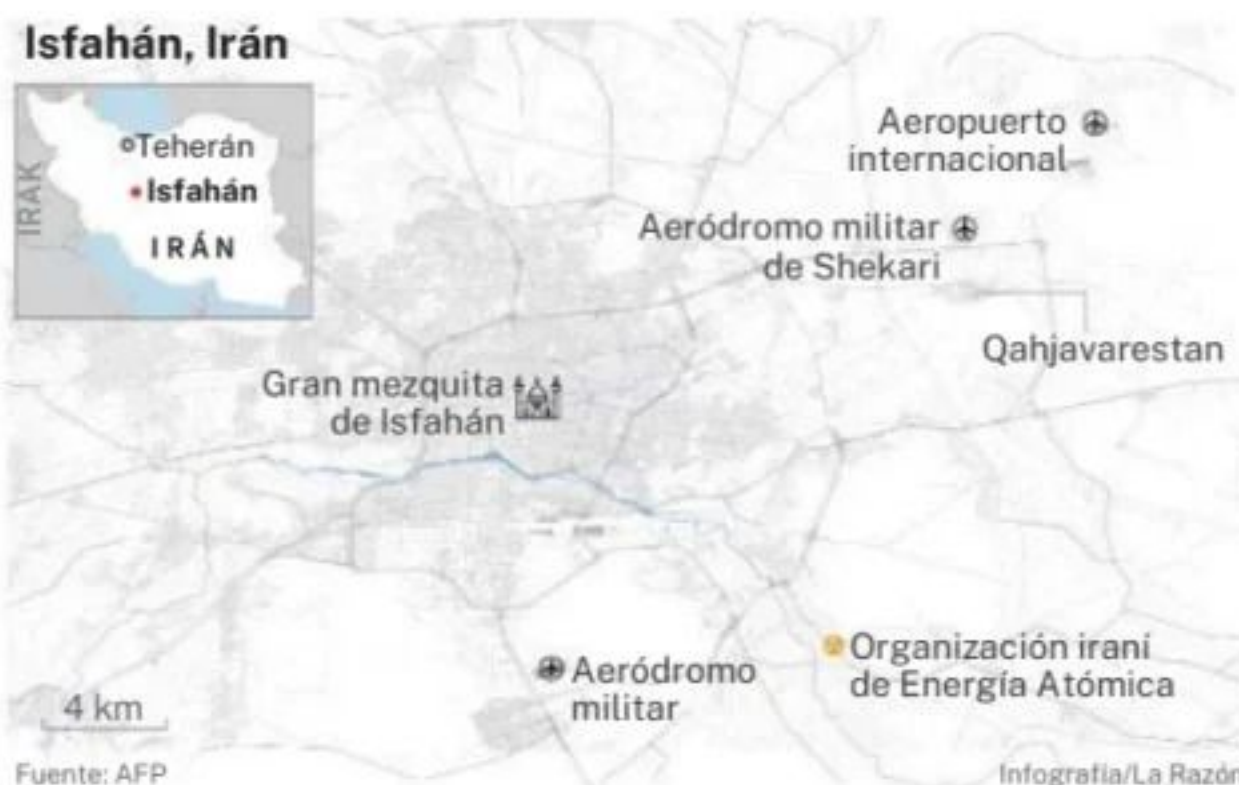 Isfahán, Irán
Teherán
Isfahán
IRAK
IRÁN
Aeropuerto
internacional
Aeródromo militar
de Shekari
Qahjavarestan
Gran mezquita
de Isfahán
Organización iraní
de Energía Atómica
Aeródromo
militar
4 km
Fuente: AFP
Infografía/La Razón